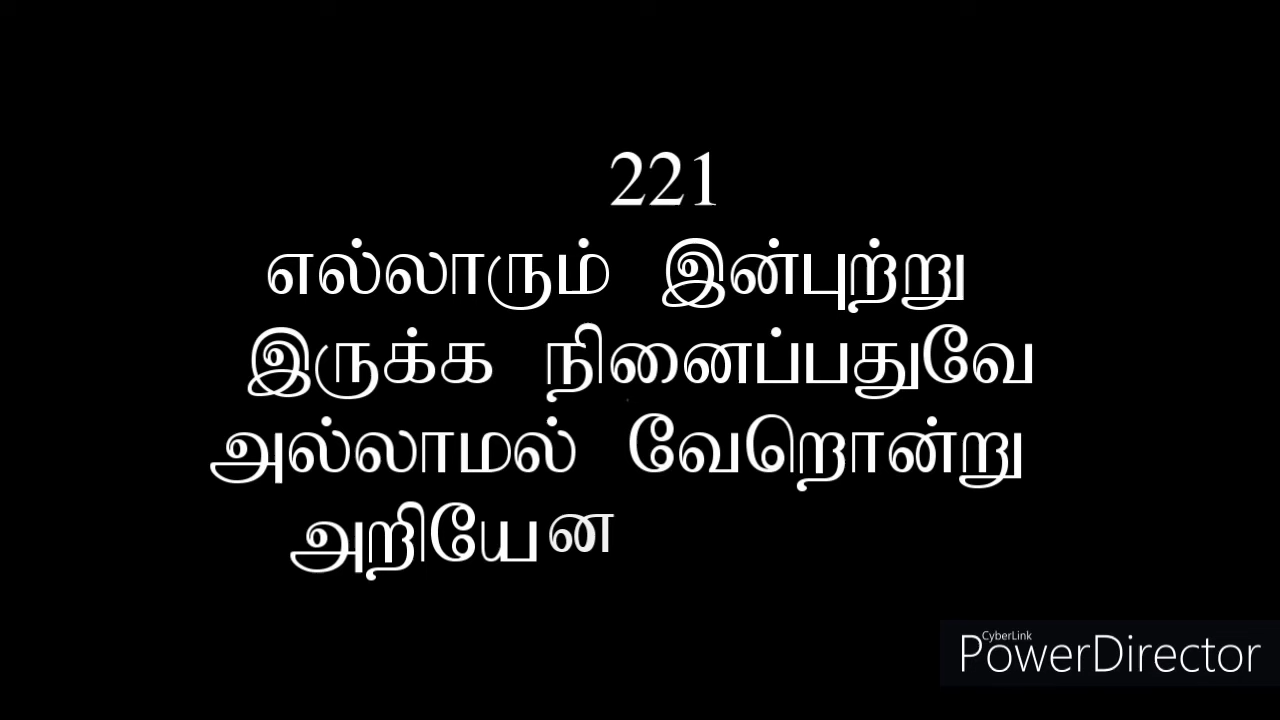 221
எல்லாரும் இன்புற்று
இருக்க நினைப்பதுவே
அல்லாமல் வேறொன்று
அறியேன
CyberLink
PowerDirector